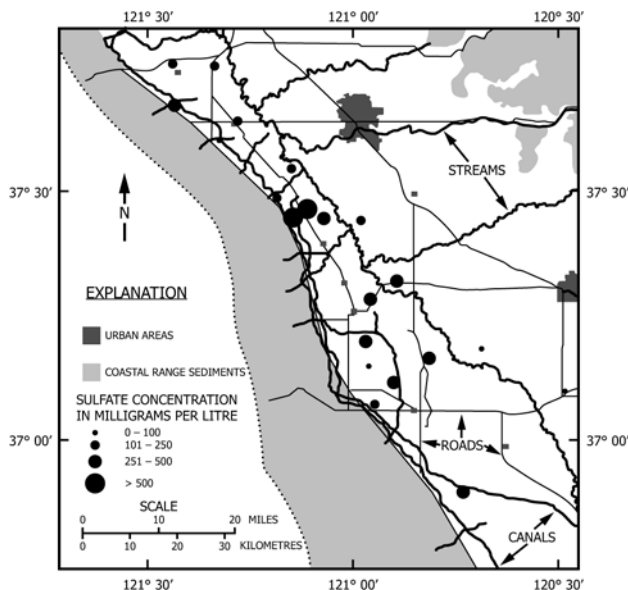 121° 30′ 121° 00′ 120° 30′
37° 30′ 37° 30′
STREAMS
N
EXPLANATION
URBAN AREAS
COASTAL RANGE SEDIMENTS
SULFATE CONCENTRATION
IN MILLIGRAMS PER LITRE
0 – 100
101 – 250
251 – 500
> 500
37° 00′ 37° 00′
ROADS
SCALE
0 10 20 MILES
0 10 20 30 KILOMETRES
CANALS
121° 30′ 121° 00′ 120° 30′